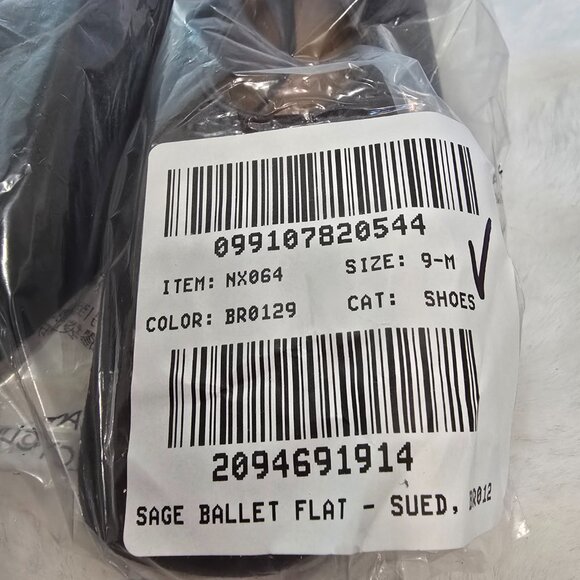 099107820544
ITEM: NX064 SIZE: 9-M
COLOR: BR0129 CAT: SHOES
2094691914
SAGE BALLET FLAT - SUED, BR012